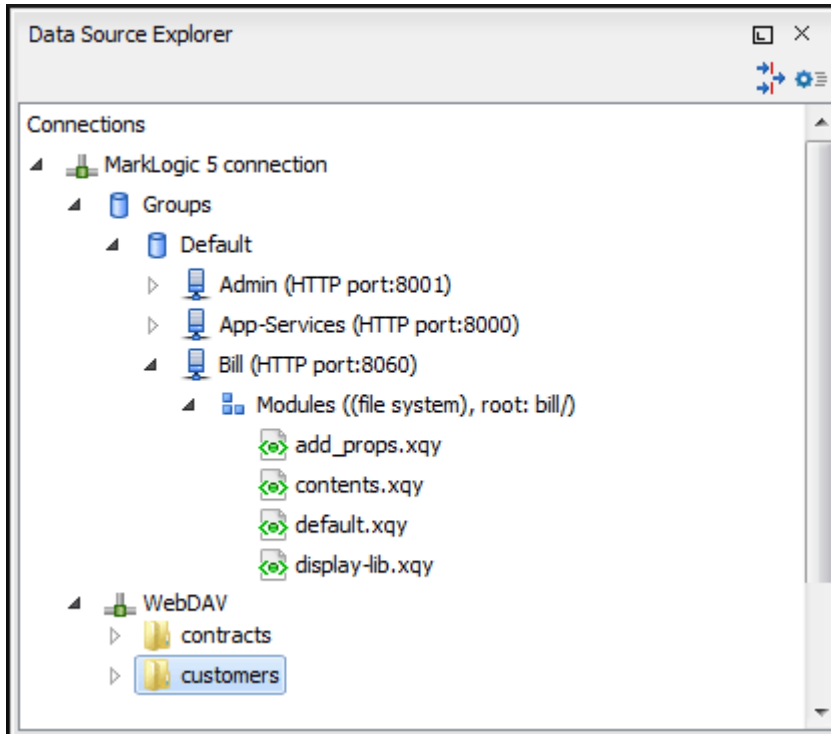 Data Source Explorer
Connections
MarkLogic 5 connection
Groups
Default
Admin (HTTP port:8001)
App-Services (HTTP port:8000)
Bill (HTTP port:8060)
Modules ((file system), root: bill/)
add_props.xqy
contents.xqy
default.xqy
display-lib.xqy
WebDAV
contracts
customers